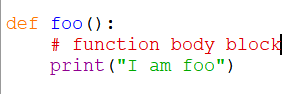 def foo():
    # function body block
    print("I am foo")